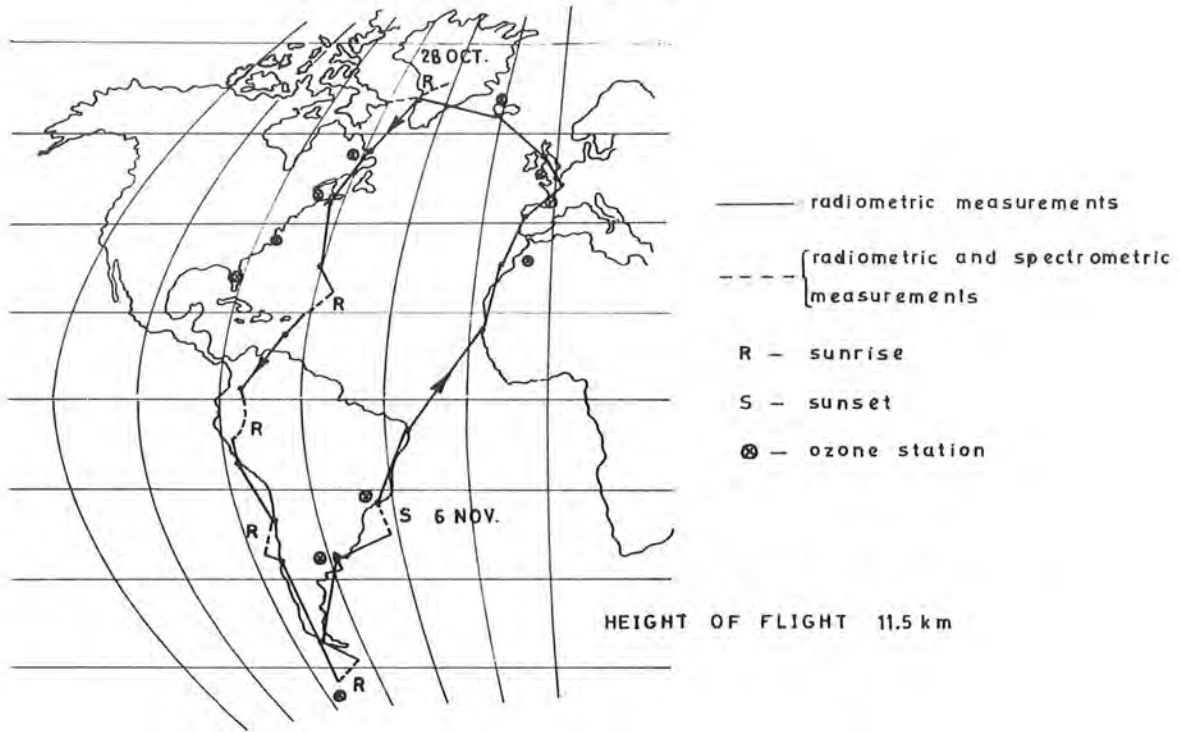 28 OCT.
R
R
R
R
S 6 NOV.
R
radiometric measurements
radiometric and spectrometric
measurements
R – sunrise
S – sunset
⊗ – ozone station
HEIGHT OF FLIGHT 11.5 km